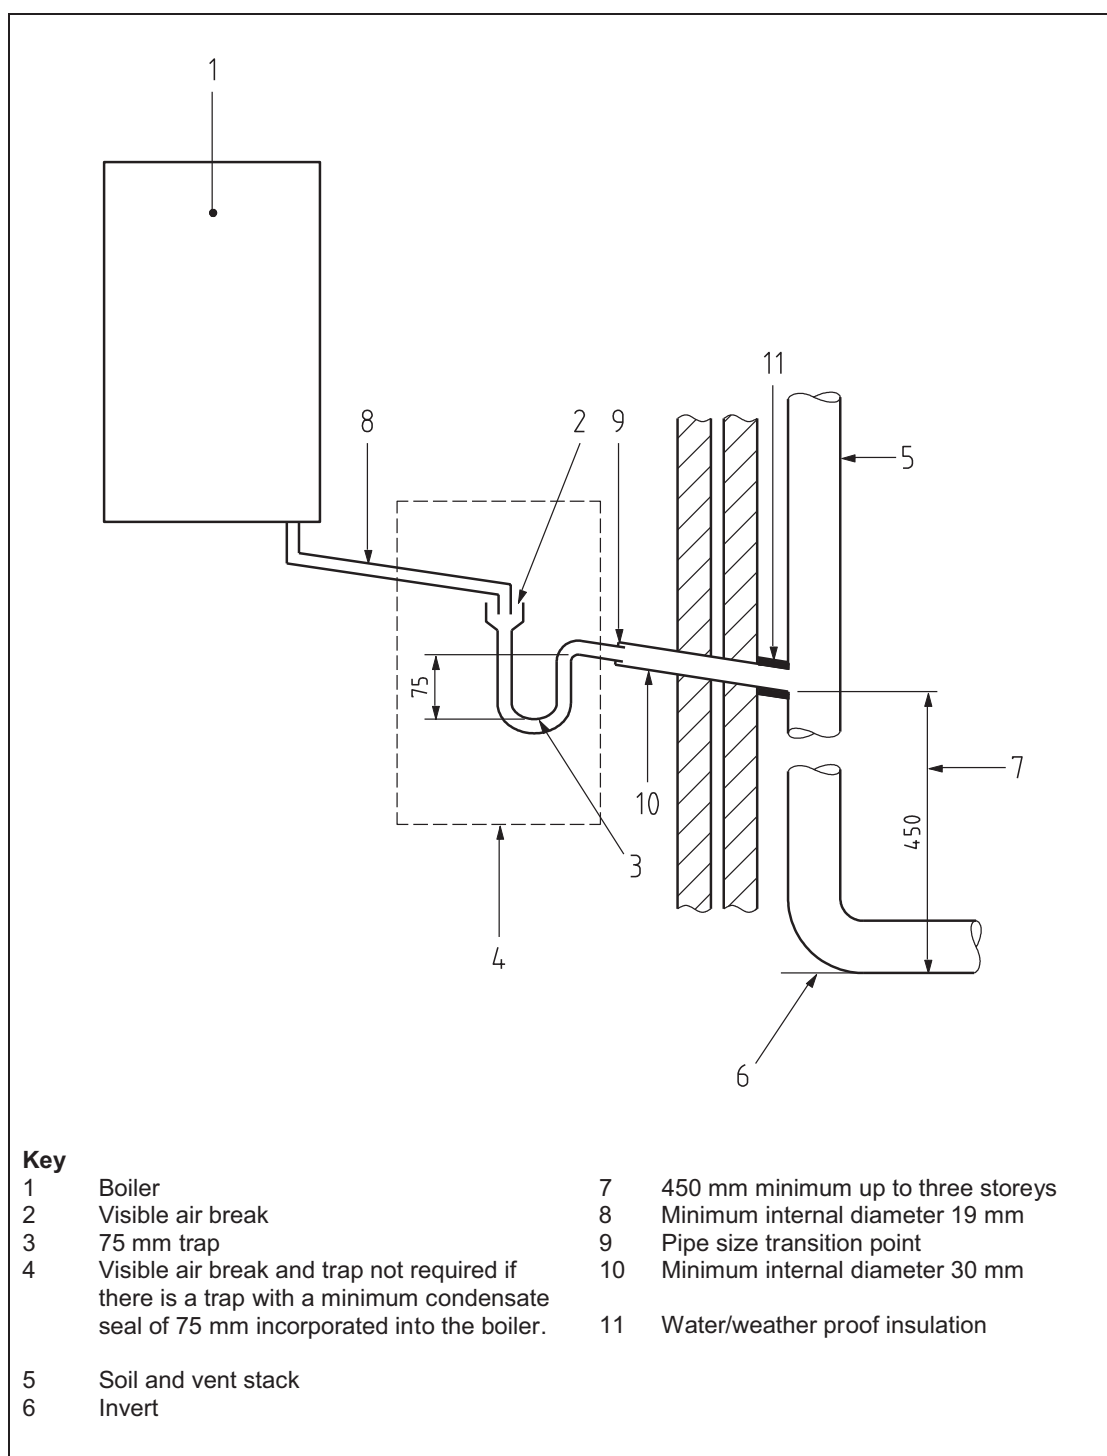 1
11
8
2
9
5
75
10
7
450
3
4
6
Key
1 Boiler
2 Visible air break
3 75 mm trap
4 Visible air break and trap not required if
there is a trap with a minimum condensate
seal of 75 mm incorporated into the boiler.
5 Soil and vent stack
6 Invert
7 450 mm minimum up to three storeys
8 Minimum internal diameter 19 mm
9 Pipe size transition point
10 Minimum internal diameter 30 mm
11 Water/weather proof insulation